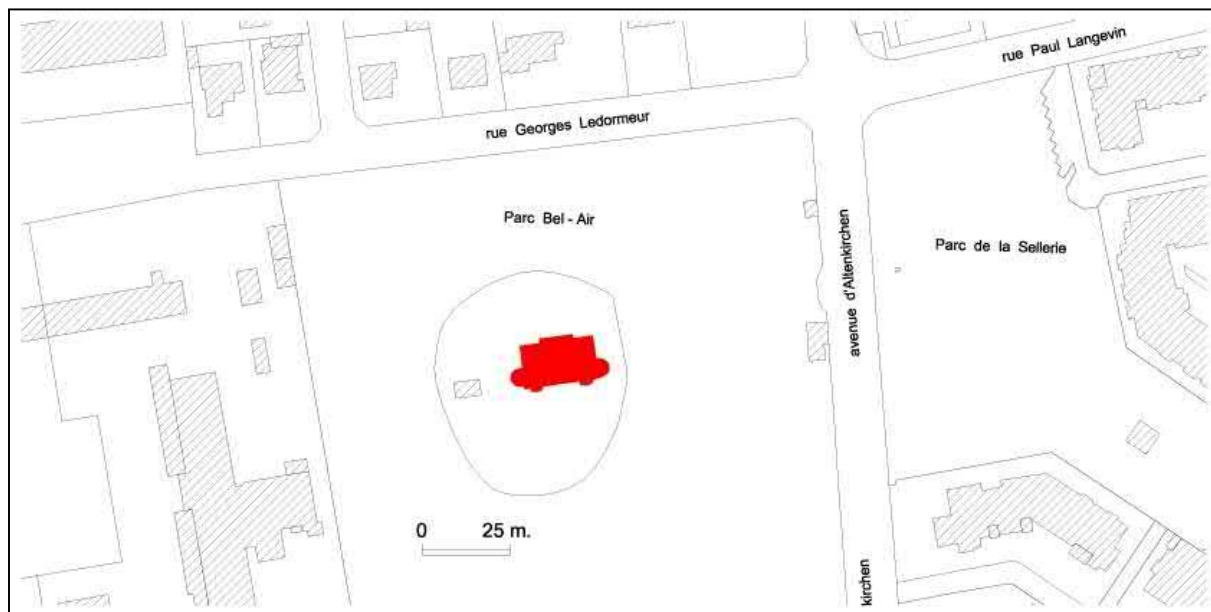 rue Paul Langevin
rue Georges Ledormeur
Parc Bel - Air
avenue d'Altenkirchen
Parc de la Sellerie
0 25 m.
kirchen